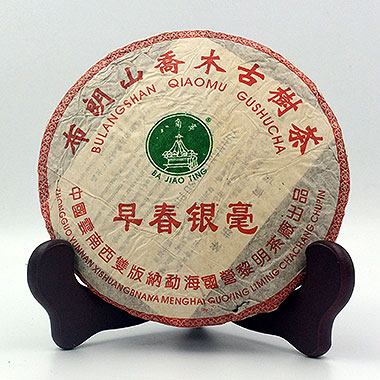 布朗山喬木古樹茶
BULANGSHAN QIAOMU GUSHUCHA
八角亭
®
BA JIAO TING
早春银毫
中國雲南西雙版納勐海國營黎明茶廠出品
ZHONGGUO YUNNAN XISHUANGBNANA MENGHAI GUOYING LIMING CHACHANG CHUPIN